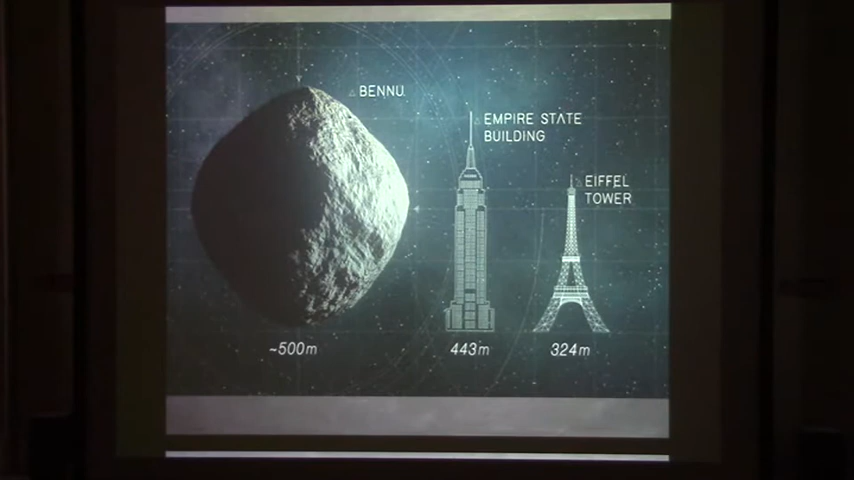 BENNU
EMPIRE STATE
BUILDING
EIFFEL
TOWER
~500m
443m
324m